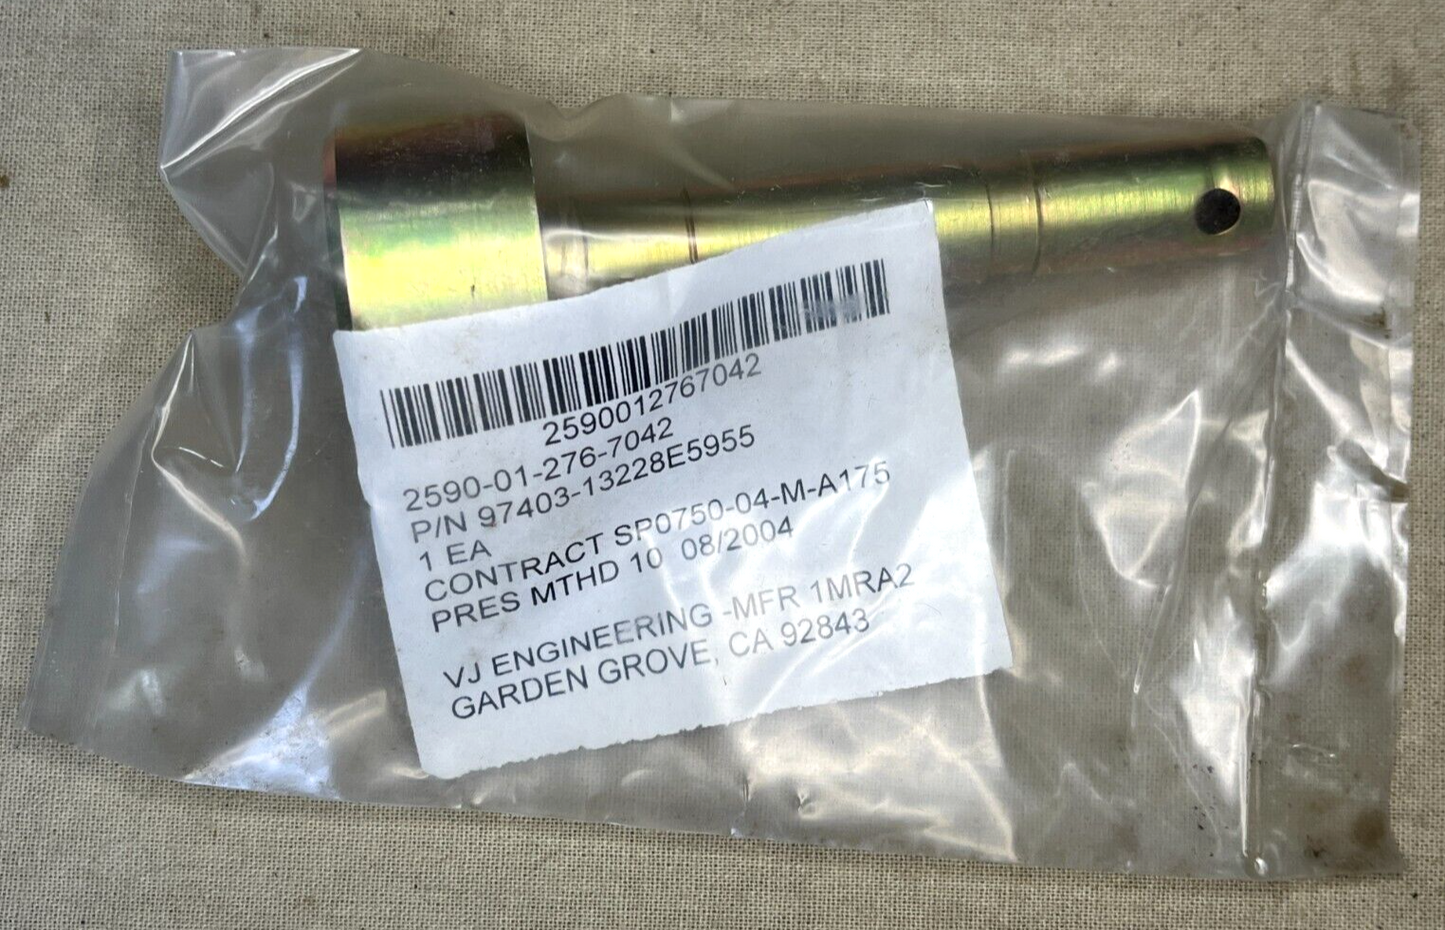 2590012767042
2590-01-276-7042
P/N 97403-13228E5955
1 EA
CONTRACT SP0750-04-M-A175
PRES MTHD 10 08/2004
VJ ENGINEERING -MFR 1MRA2
GARDEN GROVE, CA 92843